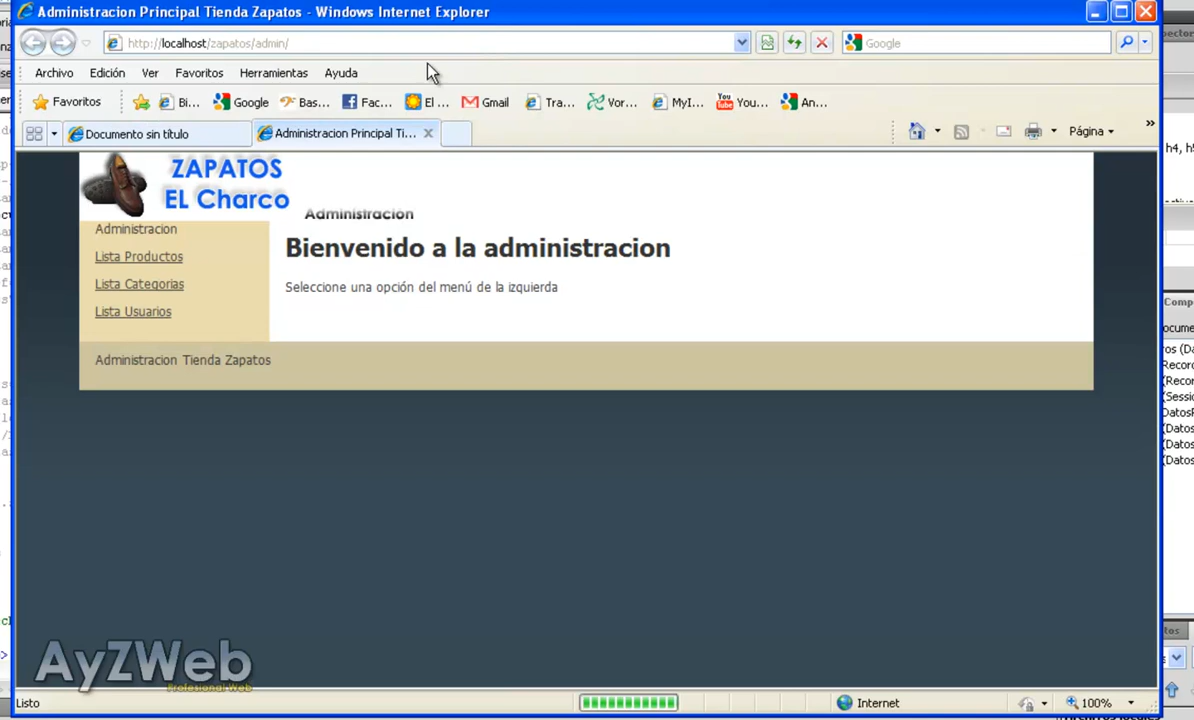 Administracion Principal Tienda Zapatos - Windows Internet Explorer
http://localhost/zapatos/admin/
Google
Archivo Edición Ver Favoritos Herramientas Ayuda
Favoritos Bi... Google Bas... Fac... El ... Gmail Tra... Vor... MyI... You... An...
Documento sin título Administracion Principal Ti... Página
ZAPATOS
EL Charco
Administración
Administracion
Lista Productos
Lista Categorias
Lista Usuarios
Bienvenido a la administracion
Seleccione una opción del menú de la izquierda
Administracion Tienda Zapatos
AyZWeb
Profesional Web
Listo Internet 100%